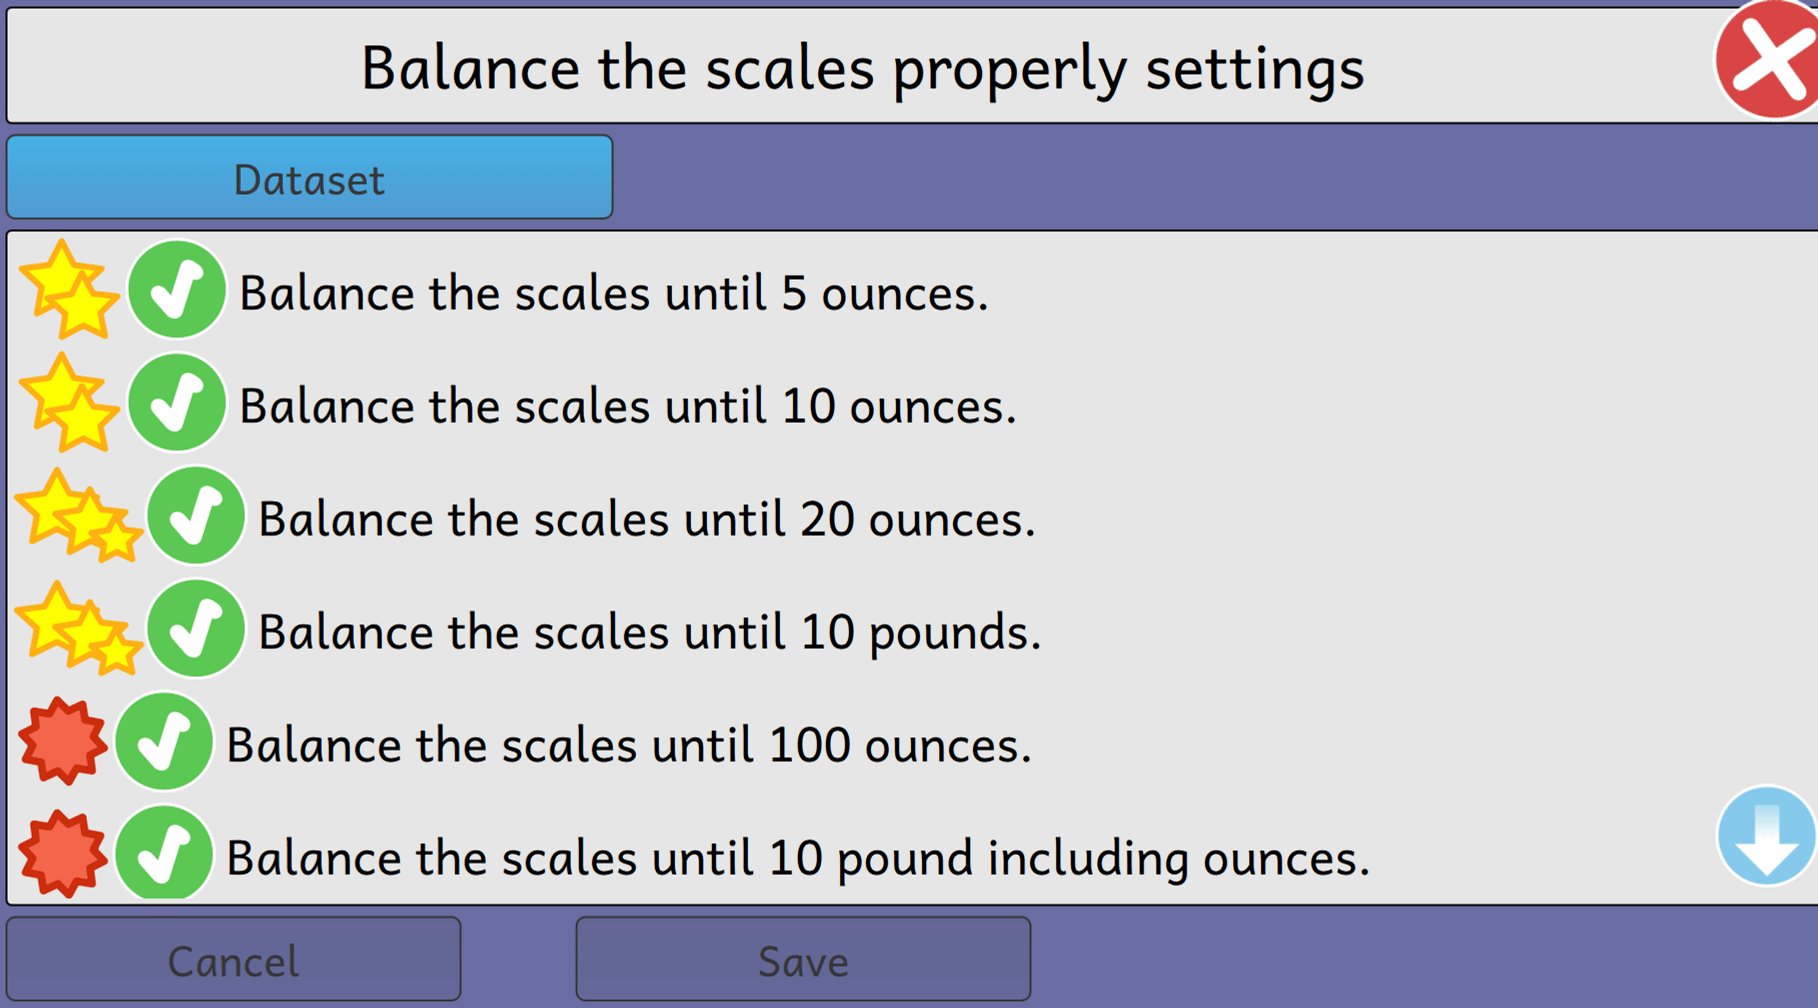 Balance the scales properly settings
Dataset
Balance the scales until 5 ounces.
Balance the scales until 10 ounces.
Balance the scales until 20 ounces.
Balance the scales until 10 pounds.
Balance the scales until 100 ounces.
Balance the scales until 10 pound including ounces.
Cancel
Save